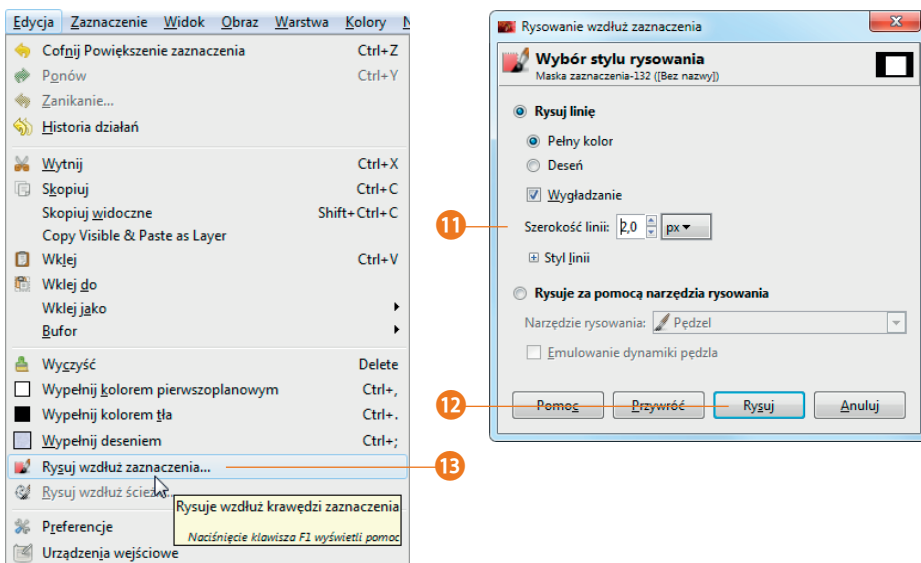 Edycja Zaznaczenie Widok Obraz Warstwa Kolory
Cofnij Powiększenie zaznaczenia Ctrl+Z
Ponów Ctrl+Y
Zanikanie...
Historia działań
Wytnij Ctrl+X
Skopiuj Ctrl+C
Skopiuj widoczne Shift+Ctrl+C
Copy Visible & Paste as Layer
Wklej Ctrl+V
Wklej do
Wklej jako
Bufor
Wyczyść Delete
Wypełnij kolorem pierwszoplanowym Ctrl+,
Wypełnij kolorem tła Ctrl+.
Wypełnij deseniem Ctrl+;
Rysuj wzdłuż zaznaczenia...
Rysuj wzdłuż
Rysuje wzdłuż krawędzi zaznaczenia
Naciśnięcie klawisza F1 wyświetli pomoc
Preferencje
Urządzenia wejściowe
Rysowanie wzdłuż zaznaczenia
Wybór stylu rysowania
Maska zaznaczenia-132 ([Bez nazwy])
Rysuj linię
Pełny kolor
Deseń
Wygładzanie
11
Szerokość linii: 2,0 px
Styl linii
Rysuje za pomocą narzędzia rysowania
Narzędzie rysowania: Pędzel
Emulowanie dynamiki pędzla
12
Pomoc Przywróć Rysuj Anuluj
13